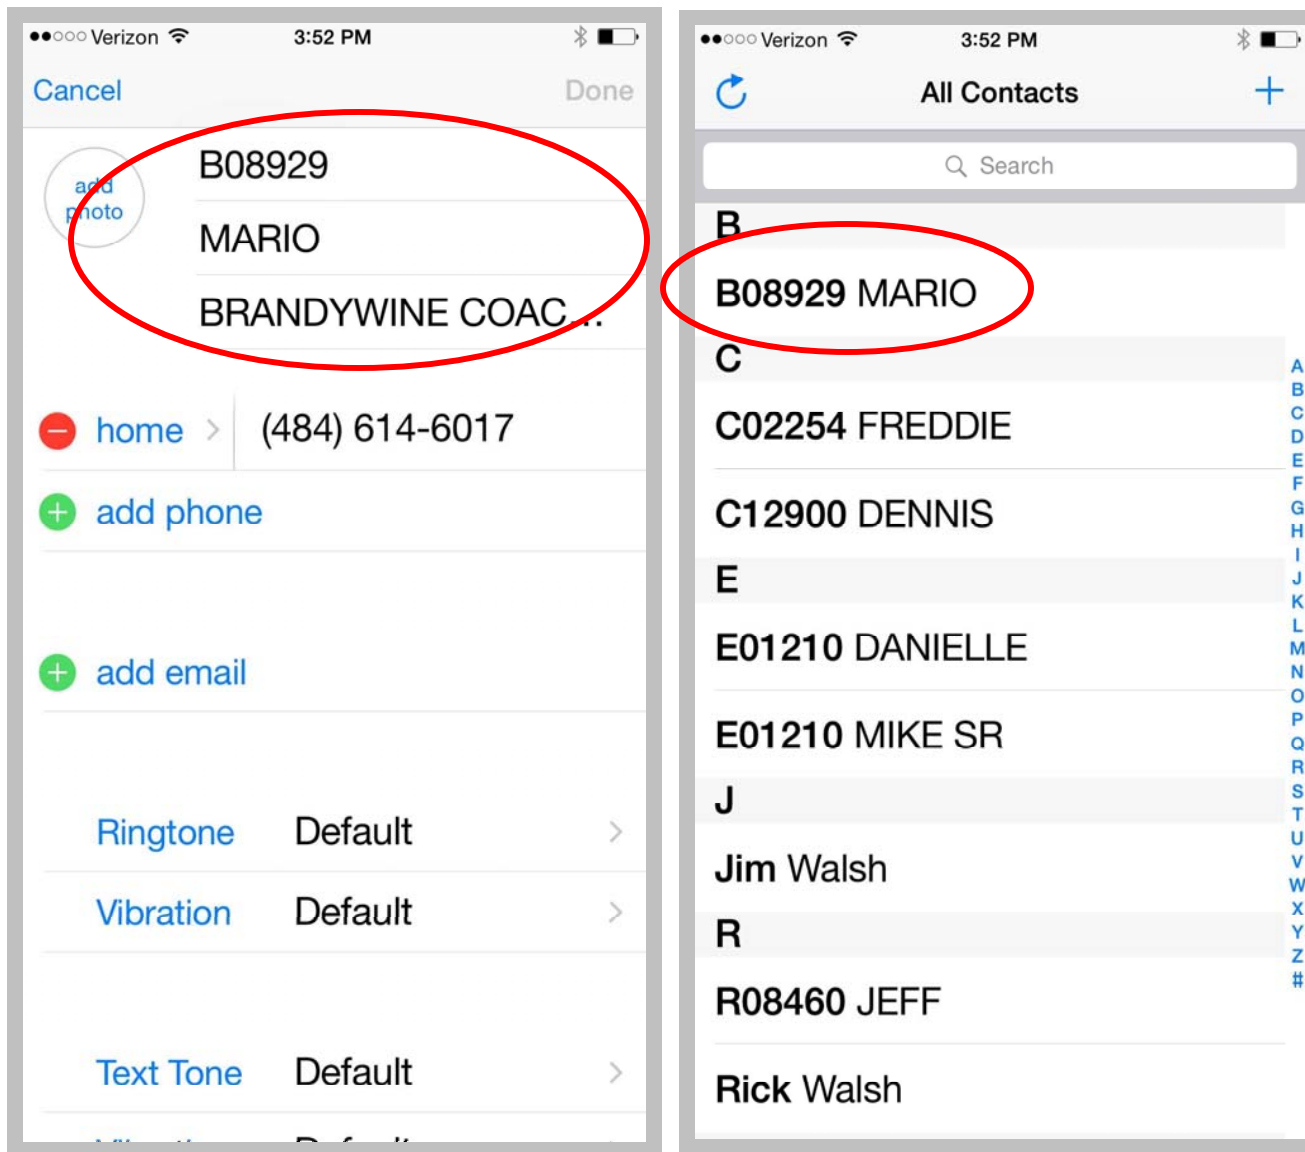 Verizon 3:52 PM
Cancel Done
add
photo
B08929
MARIO
BRANDYWINE COAC...
home (484) 614-6017
add phone
add email
Ringtone Default
Vibration Default
Text Tone Default
Verizon 3:52 PM
All Contacts
Search
B
B08929 MARIO
C
C02254 FREDDIE
C12900 DENNIS
E
E01210 DANIELLE
E01210 MIKE SR
J
Jim Walsh
R
R08460 JEFF
Rick Walsh
A
B
C
D
E
F
G
H
I
J
K
L
M
N
O
P
Q
R
S
T
U
V
W
X
Y
Z
#